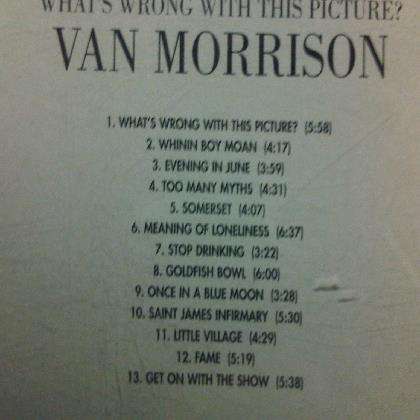 WHAT'S WRONG WITH THIS PICTURE?
VAN MORRISON
1. WHAT'S WRONG WITH THIS PICTURE? (5:58)
2. WHININ BOY MOAN (4:17)
3. EVENING IN JUNE (3:59)
4. TOO MANY MYTHS (4:31)
5. SOMERSET (4:07)
6. MEANING OF LONELINESS (6:37)
7. STOP DRINKING (3:22)
8. GOLDFISH BOWL (6:00)
9. ONCE IN A BLUE MOON (3:28)
10. SAINT JAMES INFIRMARY (5:30)
11. LITTLE VILLAGE (4:29)
12. FAME (5:19)
13. GET ON WITH THE SHOW (5:38)